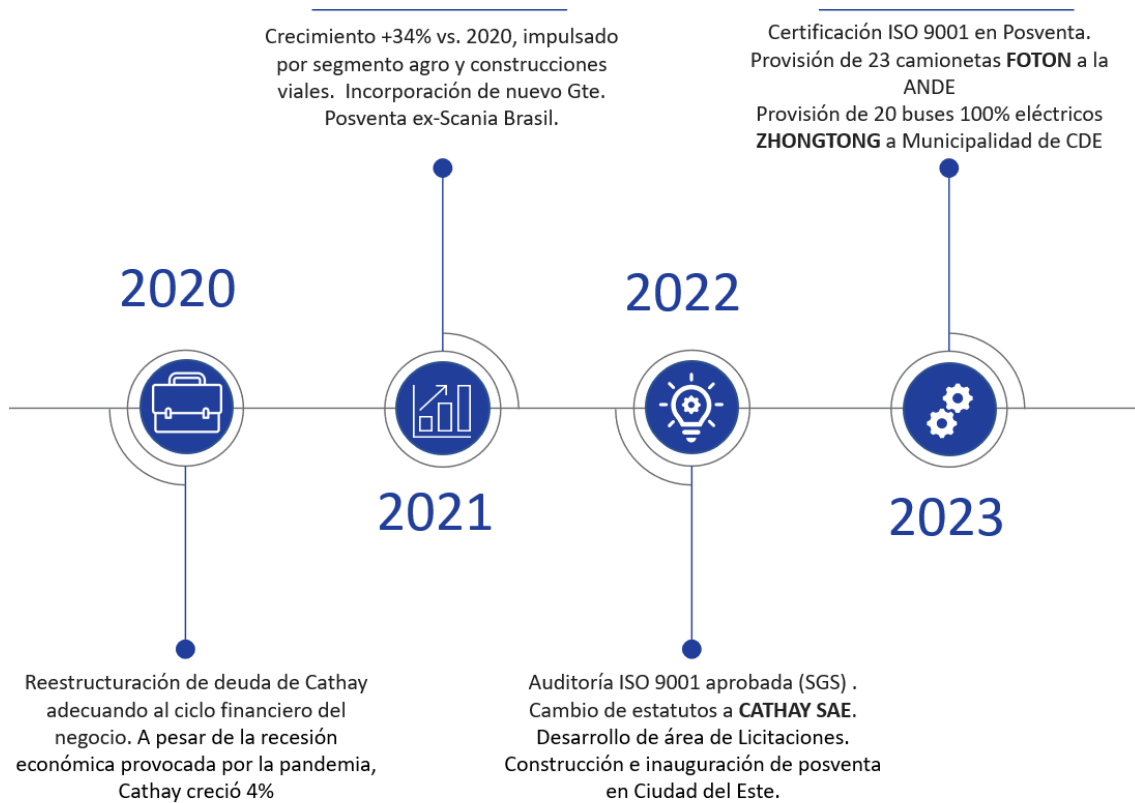 Crecimiento +34% vs. 2020, impulsado
por segmento agro y construcciones
viales. Incorporación de nuevo Gte.
Posventa ex-Scania Brasil.
Certificación ISO 9001 en Posventa.
Provisión de 23 camionetas FOTON a la
ANDE
Provisión de 20 buses 100% eléctricos
ZHONGTONG a Municipalidad de CDE
2020
2022
2021
2023
Reestructuración de deuda de Cathay
adecuando al ciclo financiero del
negocio. A pesar de la recesión
económica provocada por la pandemia,
Cathay creció 4%
Auditoría ISO 9001 aprobada (SGS) .
Cambio de estatutos a CATHAY SAE.
Desarrollo de área de Licitaciones.
Construcción e inauguración de posventa
en Ciudad del Este.